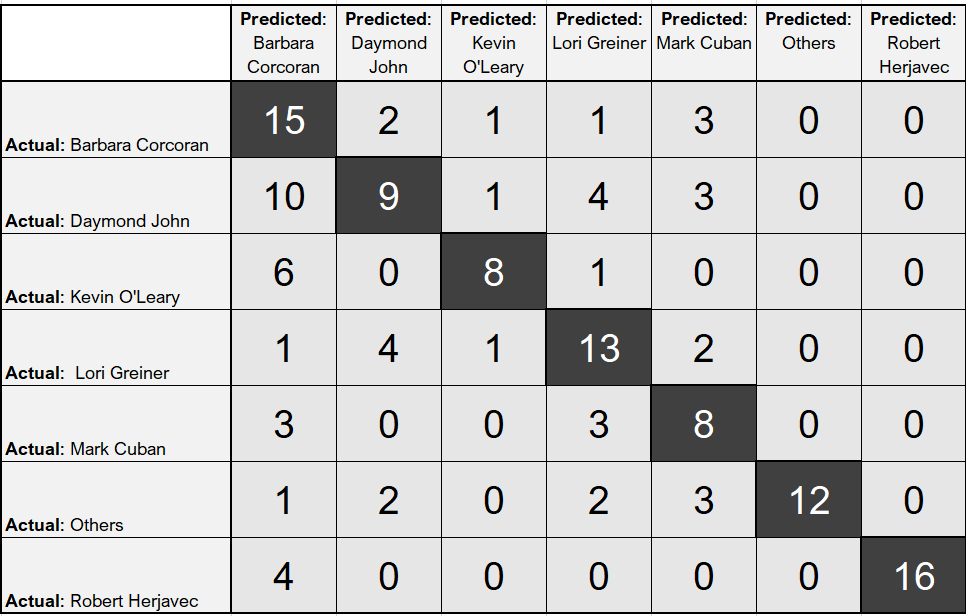 Predicted: Barbara Corcoran Predicted: Daymond John Predicted: Kevin O'Leary Predicted: Lori Greiner Predicted: Mark Cuban Predicted: Others Predicted: Robert Herjavec
Actual: Barbara Corcoran 15 2 1 1 3 0 0
Actual: Daymond John 10 9 1 4 3 0 0
Actual: Kevin O'Leary 6 0 8 1 0 0 0
Actual: Lori Greiner 1 4 1 13 2 0 0
Actual: Mark Cuban 3 0 0 3 8 0 0
Actual: Others 1 2 0 2 3 12 0
Actual: Robert Herjavec 4 0 0 0 0 0 16